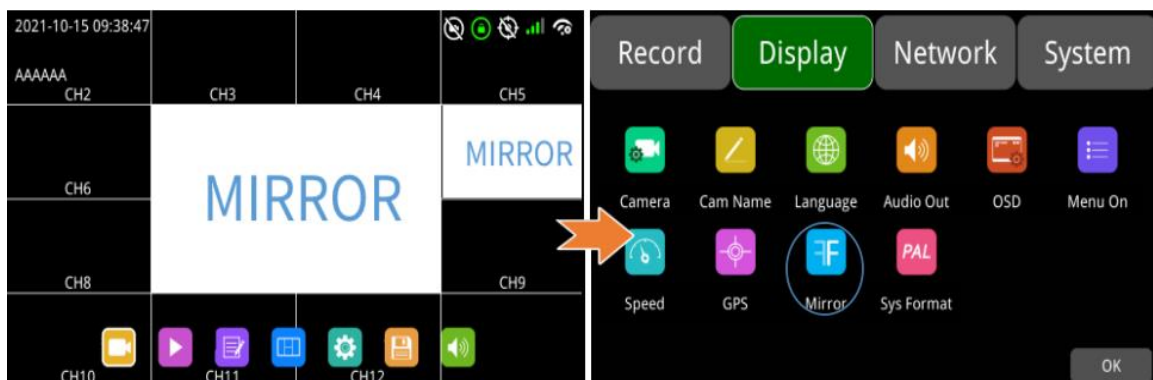 2021-10-15 09:38:47
AAAAAA
CH2
CH3
CH4
CH5
MIRROR
MIRROR
CH6
CH8
CH9
CH10
CH11
CH12
Record
Display
Network
System
Camera
Cam Name
Language
Audio Out
OSD
Menu On
F
PAL
Speed
GPS
Mirror
Sys Format
OK